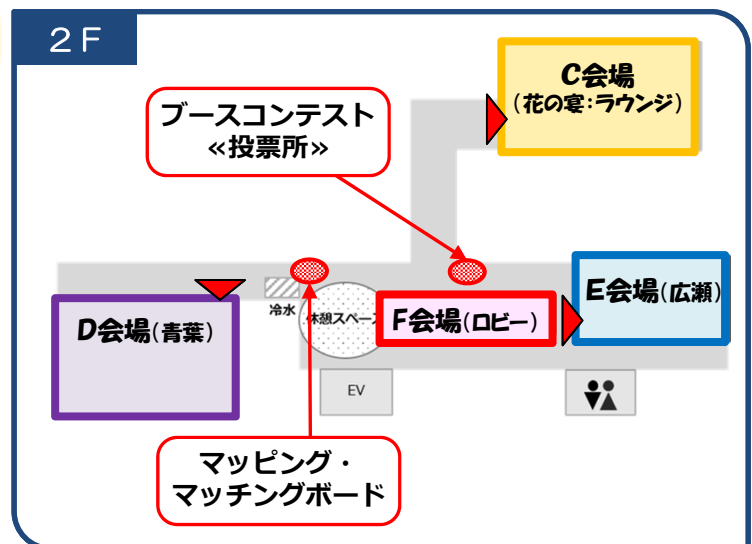 ２Ｆ
C会場
(花の宴:ラウンジ)
ブースコンテスト
≪投票所≫
E会場(広瀬)
冷水
休憩スペース
F会場(ロビー)
D会場(青葉)
EV
マッピング・
マッチングボード